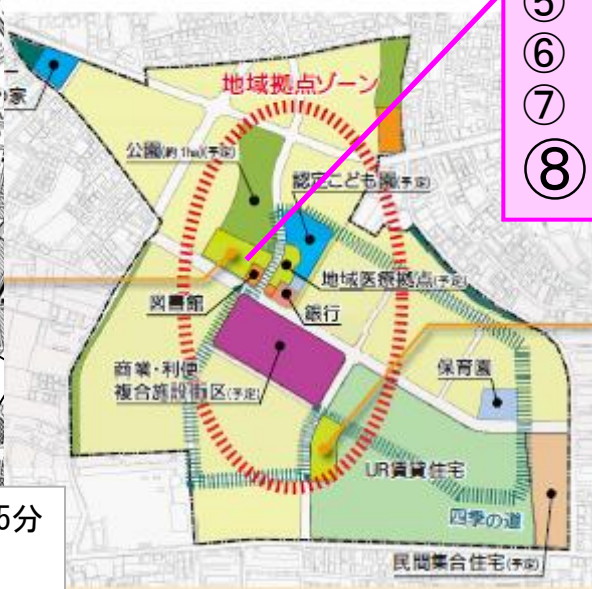 ⑤
⑥
⑦
⑧
家
地域拠点ゾーン
公園(約1ha)(予定)
認定こども園(予定)
地域医療拠点(予定)
図書館
銀行
商業・利便
複合施設街区(予定)
保育園
UR賃貸住宅
四季の道
民間集合住宅(予定)
5分